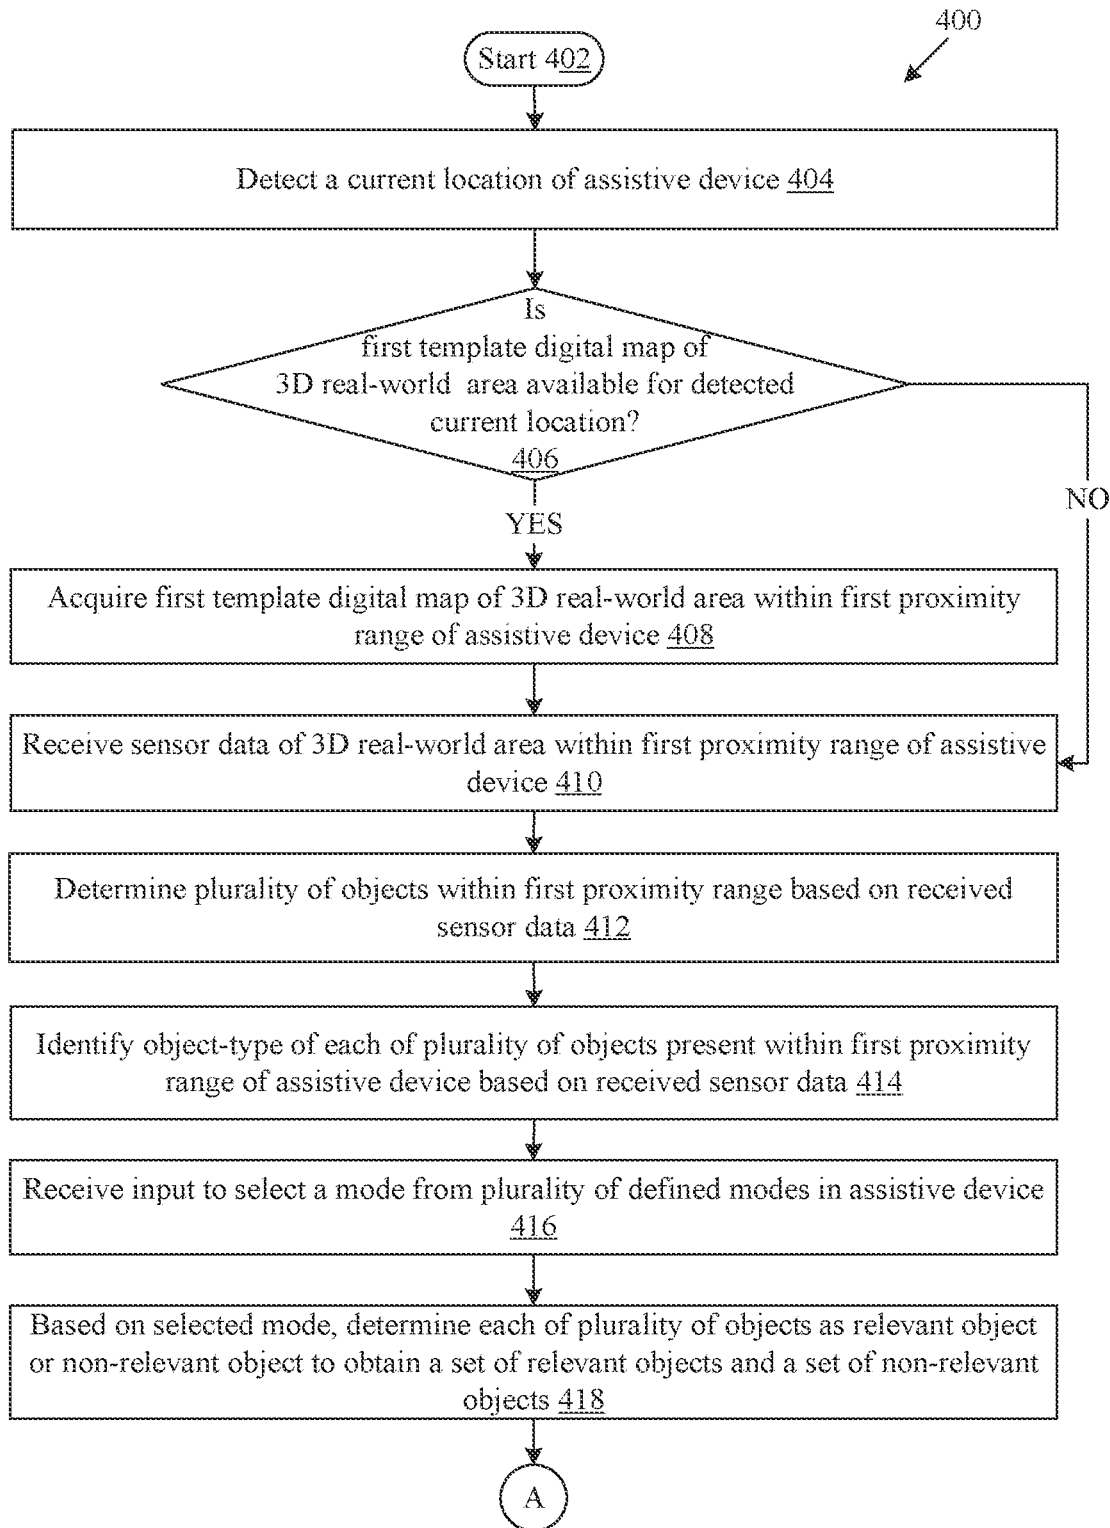 400
Start 402
Detect a current location of assistive device 404
Is
first template digital map of
3D real-world area available for detected
current location?
406
NO
YES
Acquire first template digital map of 3D real-world area within first proximity
range of assistive device 408
Receive sensor data of 3D real-world area within first proximity range of assistive
device 410
Determine plurality of objects within first proximity range based on received
sensor data 412
Identify object-type of each of plurality of objects present within first proximity
range of assistive device based on received sensor data 414
Receive input to select a mode from plurality of defined modes in assistive device
416
Based on selected mode, determine each of plurality of objects as relevant object
or non-relevant object to obtain a set of relevant objects and a set of non-relevant
objects 418
A